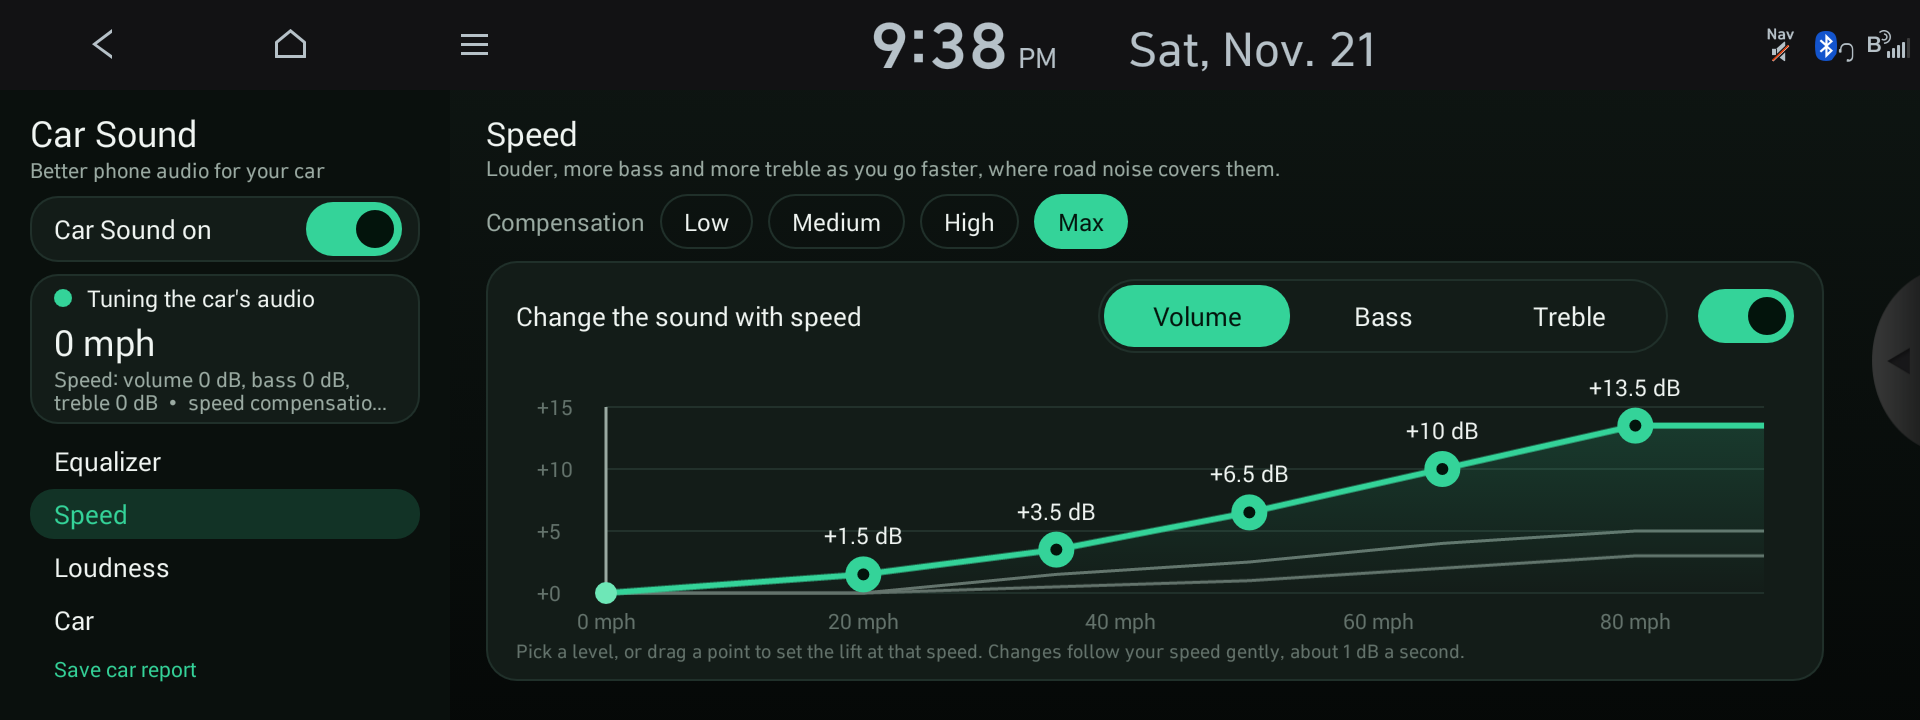 9:38 PM
Sat, Nov. 21
Nav
B
Car Sound
Better phone audio for your car
Car Sound on
Tuning the car's audio
0 mph
Speed: volume 0 dB, bass 0 dB,
treble 0 dB • speed compensatio...
Equalizer
Speed
Loudness
Car
Save car report
Speed
Louder, more bass and more treble as you go faster, where road noise covers them.
Compensation Low Medium High Max
Change the sound with speed Volume Bass Treble
+13.5 dB
+15
+10 dB
+10
+6.5 dB
+3.5 dB
+5
+1.5 dB
+0
0 mph 20 mph 40 mph 60 mph 80 mph
Pick a level, or drag a point to set the lift at that speed. Changes follow your speed gently, about 1 dB a second.